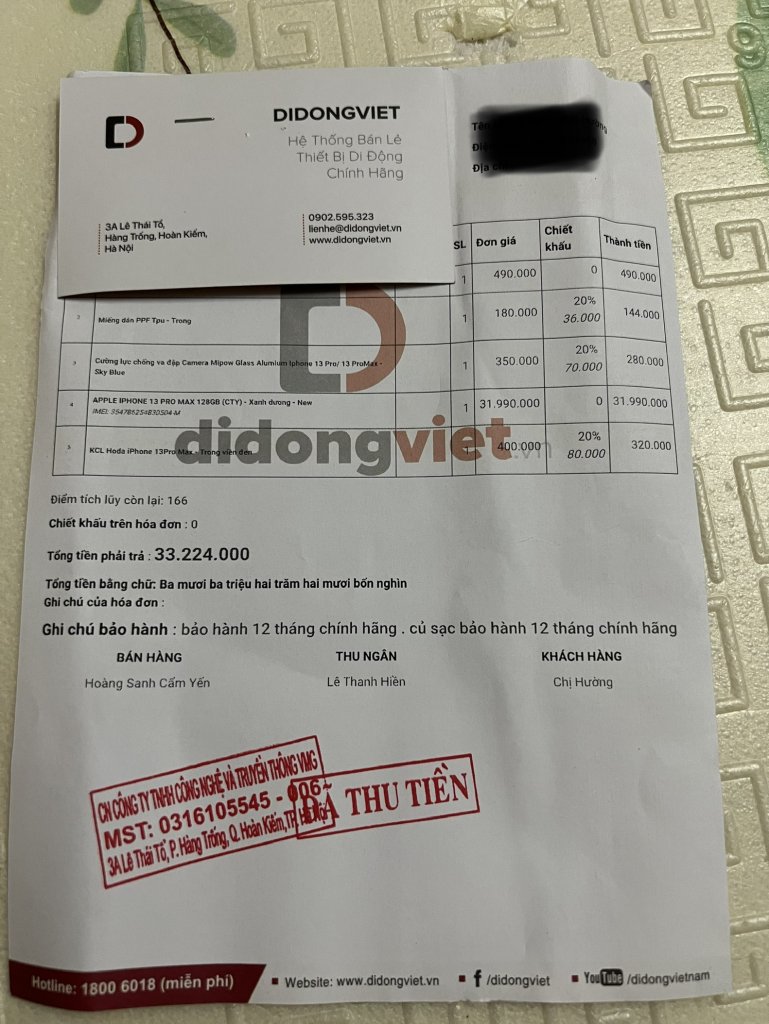 DIDONGVIET
Hệ Thống Bán Lẻ
Thiết Bị Di Động
Chính Hãng
3A Lê Thái Tổ,
Hàng Trống, Hoàn Kiếm,
Hà Nội
0902.595.323
lienhe@didongviet.vn
www.didongviet.vn
SL Đơn giá Chiết khấu Thành tiền
1 490.000 0 490.000
2 Miếng dán PPF Tpu - Trong 1 180.000 20% 36.000 144.000
3 Cường lực chống va đập Camera Mipow Glass Alumium Iphone 13 Pro/ 13 ProMax - Sky Blue 1 350.000 20% 70.000 280.000
4 APPLE IPHONE 13 PRO MAX 128GB (CTY) - Xanh dương - New 1 31.990.000 0 31.990.000
5 KCL Hoda iPhone 13Pro Max - Trong viền đen 1 400.000 20% 80.000 320.000
didongviet.vn
Điểm tích lũy còn lại: 166
Chiết khấu trên hóa đơn : 0
Tổng tiền phải trả : 33.224.000
Tổng tiền bằng chữ: Ba mươi ba triệu hai trăm hai mươi bốn nghìn
Ghi chú của hóa đơn :
Ghi chú bảo hành : bảo hành 12 tháng chính hãng . củ sạc bảo hành 12 tháng chính hãng
BÁN HÀNG THU NGÂN KHÁCH HÀNG
Hoàng Sanh Cẩm Yến Lê Thanh Hiền Chị Hường
CN CÔNG TY TNHH CÔNG NGHỆ VÀ TRUYỀN THÔNG VMG
MST: 0316105545 - 006
3A Lê Thái Tổ, P. Hàng Trống, Q. Hoàn Kiếm, TP. Hà Nội
ĐÃ THU TIỀN
Hotline: 1800 6018 (miễn phí) Website: www.didongviet.vn /didongviet YouTube /didongvietnam